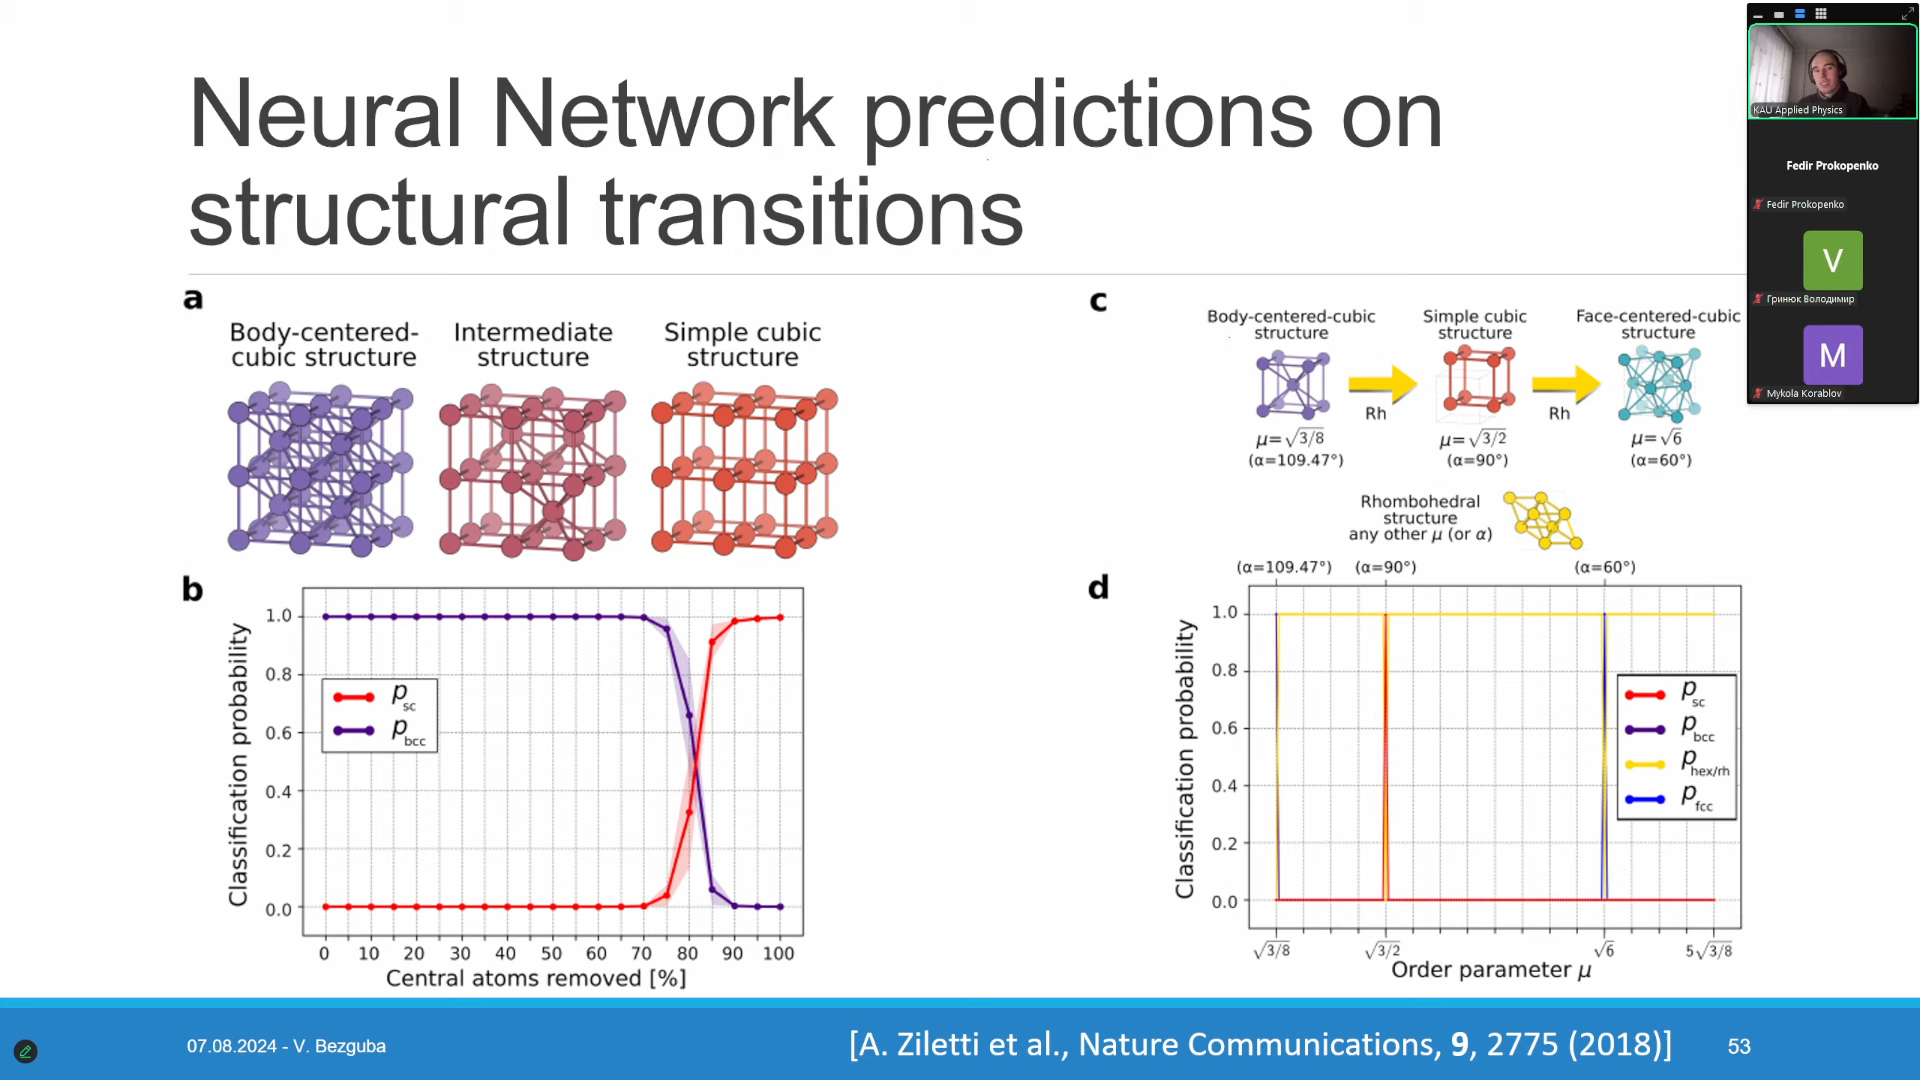 Neural Network predictions on
structural transitions
a
Body-centered-
cubic structure
Intermediate
structure
Simple cubic
structure
b
Classification probability
1.0
0.8
0.6
0.4
0.2
0.0
p_sc
p_bcc
0 10 20 30 40 50 60 70 80 90 100
Central atoms removed [%]
c
Body-centered-cubic
structure
Simple cubic
structure
Face-centered-cubic
structure
Rh
Rh
μ=√3/8
(α=109.47°)
μ=√3/2
(α=90°)
μ=√6
(α=60°)
Rhombohedral
structure
any other μ (or α)
d
(α=109.47°) (α=90°) (α=60°)
Classification probability
1.0
0.8
0.6
0.4
0.2
0.0
p_sc
p_bcc
p_hex/rh
p_fcc
√3/8 √3/2 √6 5√3/8
Order parameter μ
07.08.2024 - V. Bezguba
[A. Ziletti et al., Nature Communications, 9, 2775 (2018)]
53
KAU Applied Physics
Fedir Prokopenko
Fedir Prokopenko
V
Гринюк Володимир
M
Mykola Korablov